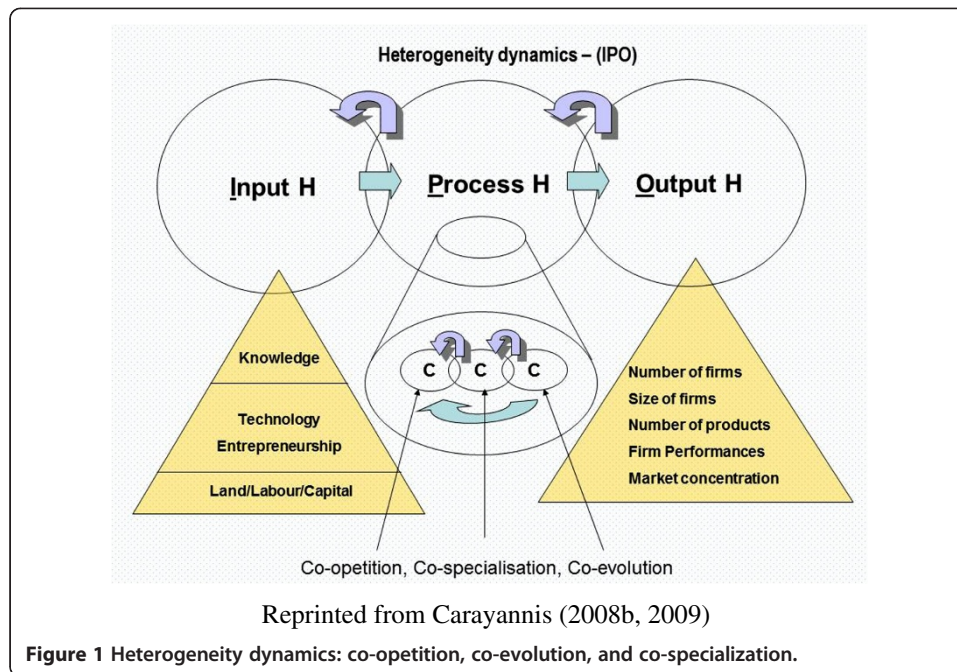 Heterogeneity dynamics – (IPO)
Input H
Process H
Output H
Knowledge
Technology
Entrepreneurship
Land/Labour/Capital
C
C
C
Number of firms
Size of firms
Number of products
Firm Performances
Market concentration
Co-opetition, Co-specialisation, Co-evolution
Reprinted from Carayannis (2008b, 2009)
Figure 1 Heterogeneity dynamics: co-opetition, co-evolution, and co-specialization.